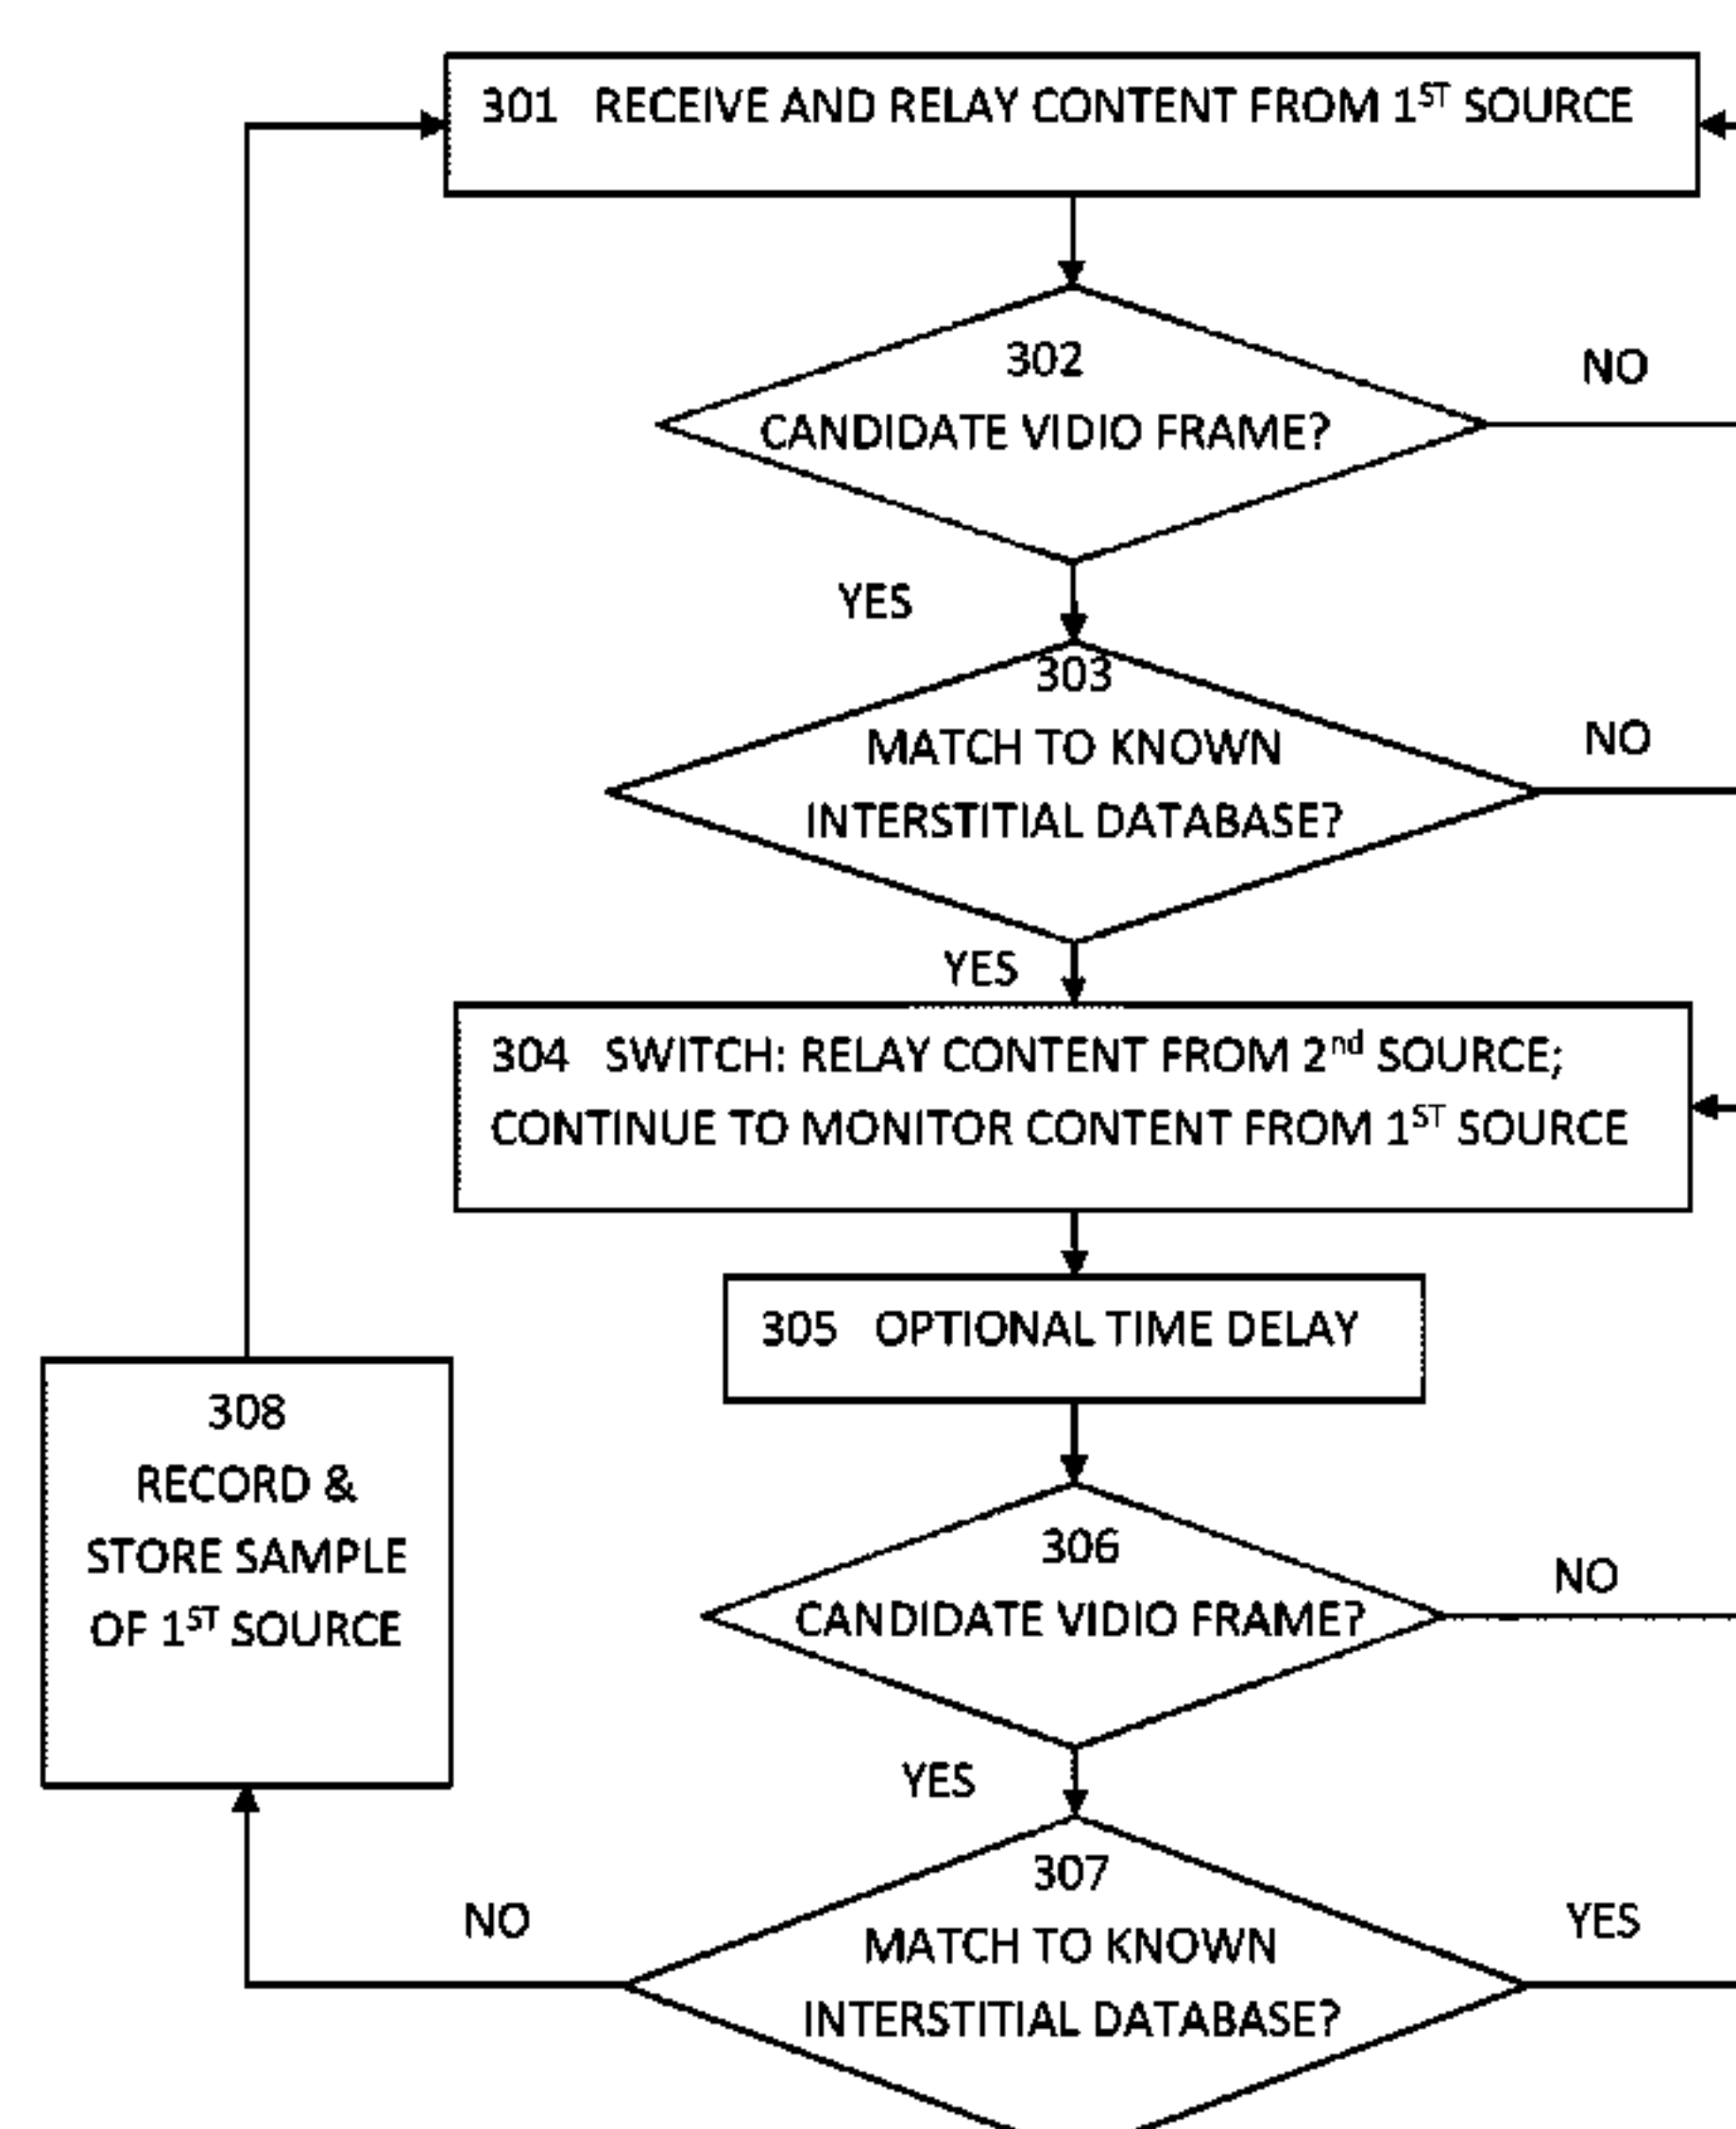 301 RECEIVE AND RELAY CONTENT FROM 1ST SOURCE
302
CANDIDATE VIDIO FRAME?
NO
YES
303
MATCH TO KNOWN
INTERSTITIAL DATABASE?
NO
YES
304 SWITCH: RELAY CONTENT FROM 2nd SOURCE;
CONTINUE TO MONITOR CONTENT FROM 1ST SOURCE
305 OPTIONAL TIME DELAY
308
RECORD &
STORE SAMPLE
OF 1ST SOURCE
306
CANDIDATE VIDIO FRAME?
NO
YES
307
MATCH TO KNOWN
INTERSTITIAL DATABASE?
NO
YES